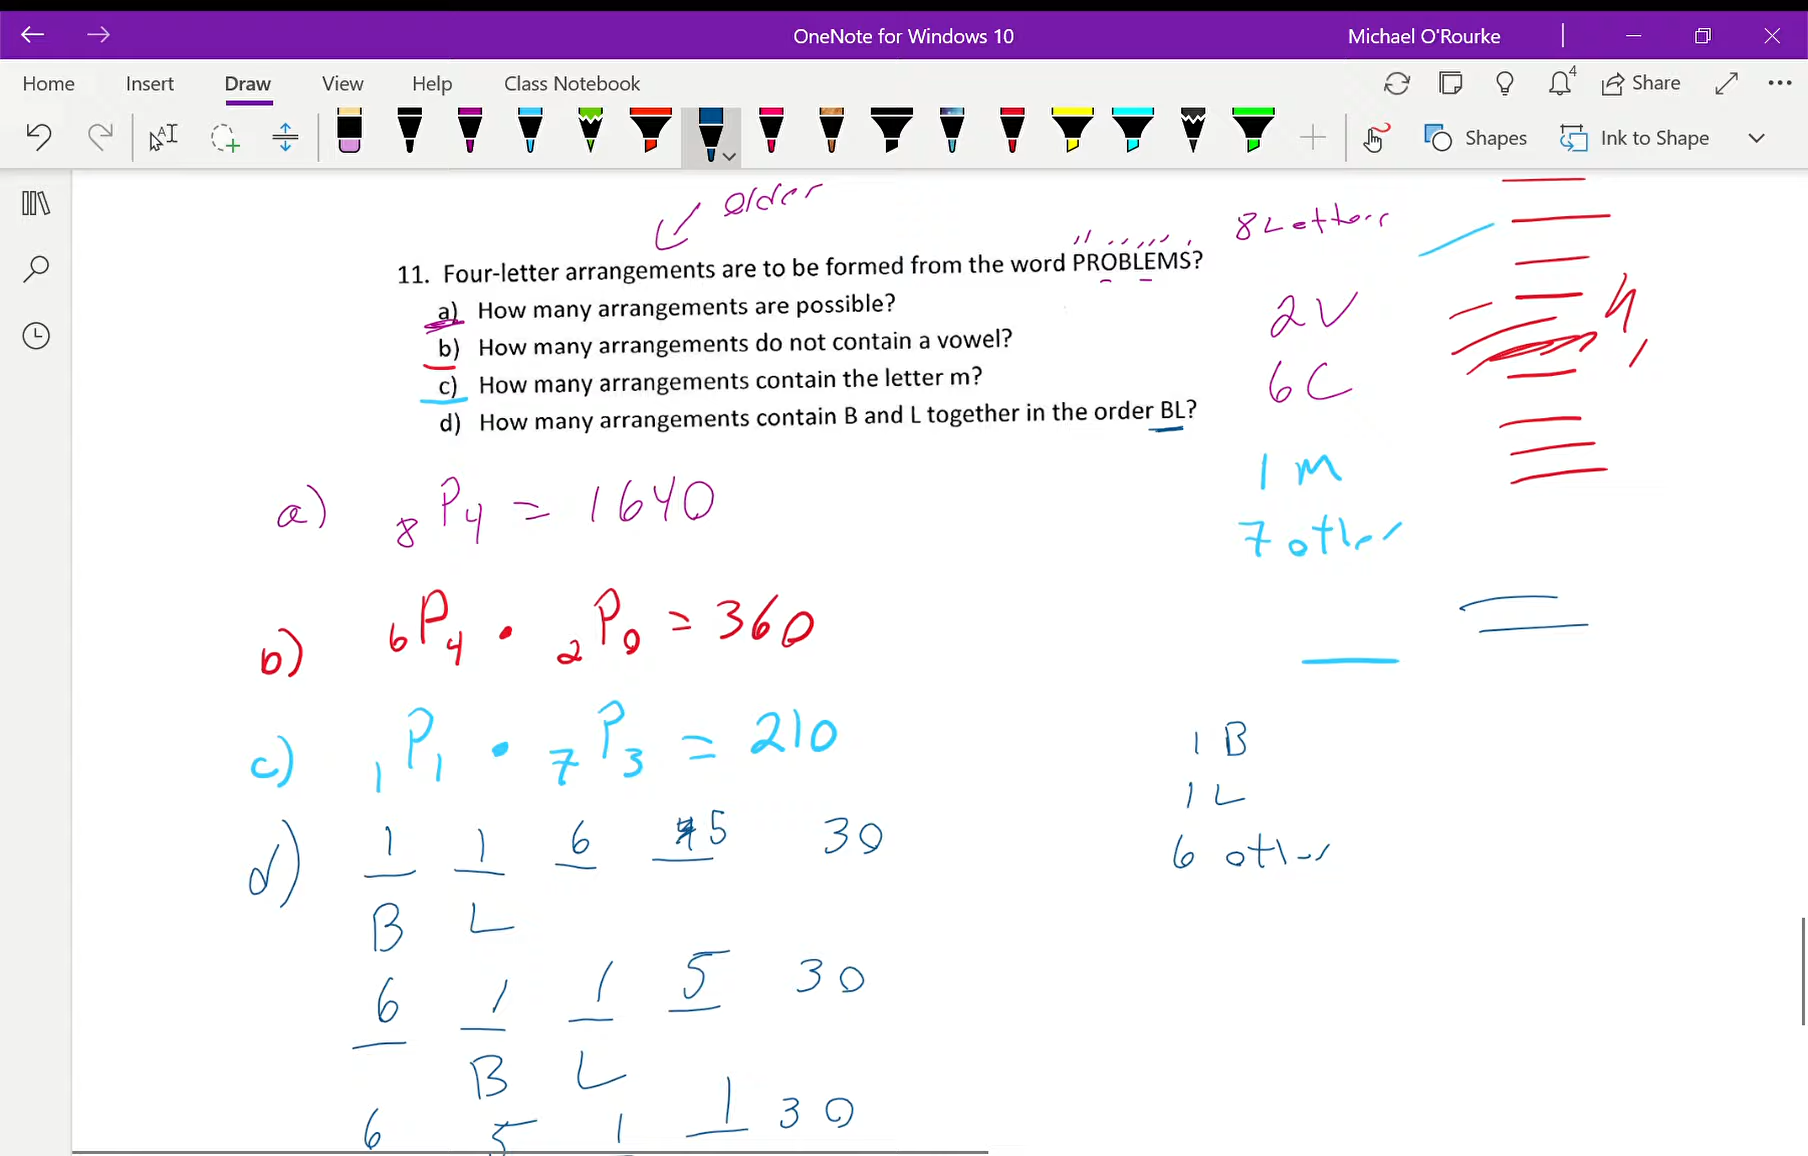 OneNote for Windows 10
Michael O'Rourke
Home Insert Draw View Help Class Notebook
4 Share
Shapes Ink to Shape
Order
8 Letters
11. Four-letter arrangements are to be formed from the word PROBLEMS?
a) How many arrangements are possible?
b) How many arrangements do not contain a vowel?
c) How many arrangements contain the letter m?
d) How many arrangements contain B and L together in the order BL?
2 V
6 C
1 m
7 other
a) 8P4 = 1640
b) 6P4 · 2P0 = 360
c) 1P1 · 7P3 = 210
1 B
1 L
6 other
d) 1 1 6 5 30
B L
6 1 1 5 30
B L
6 5 1 1 30